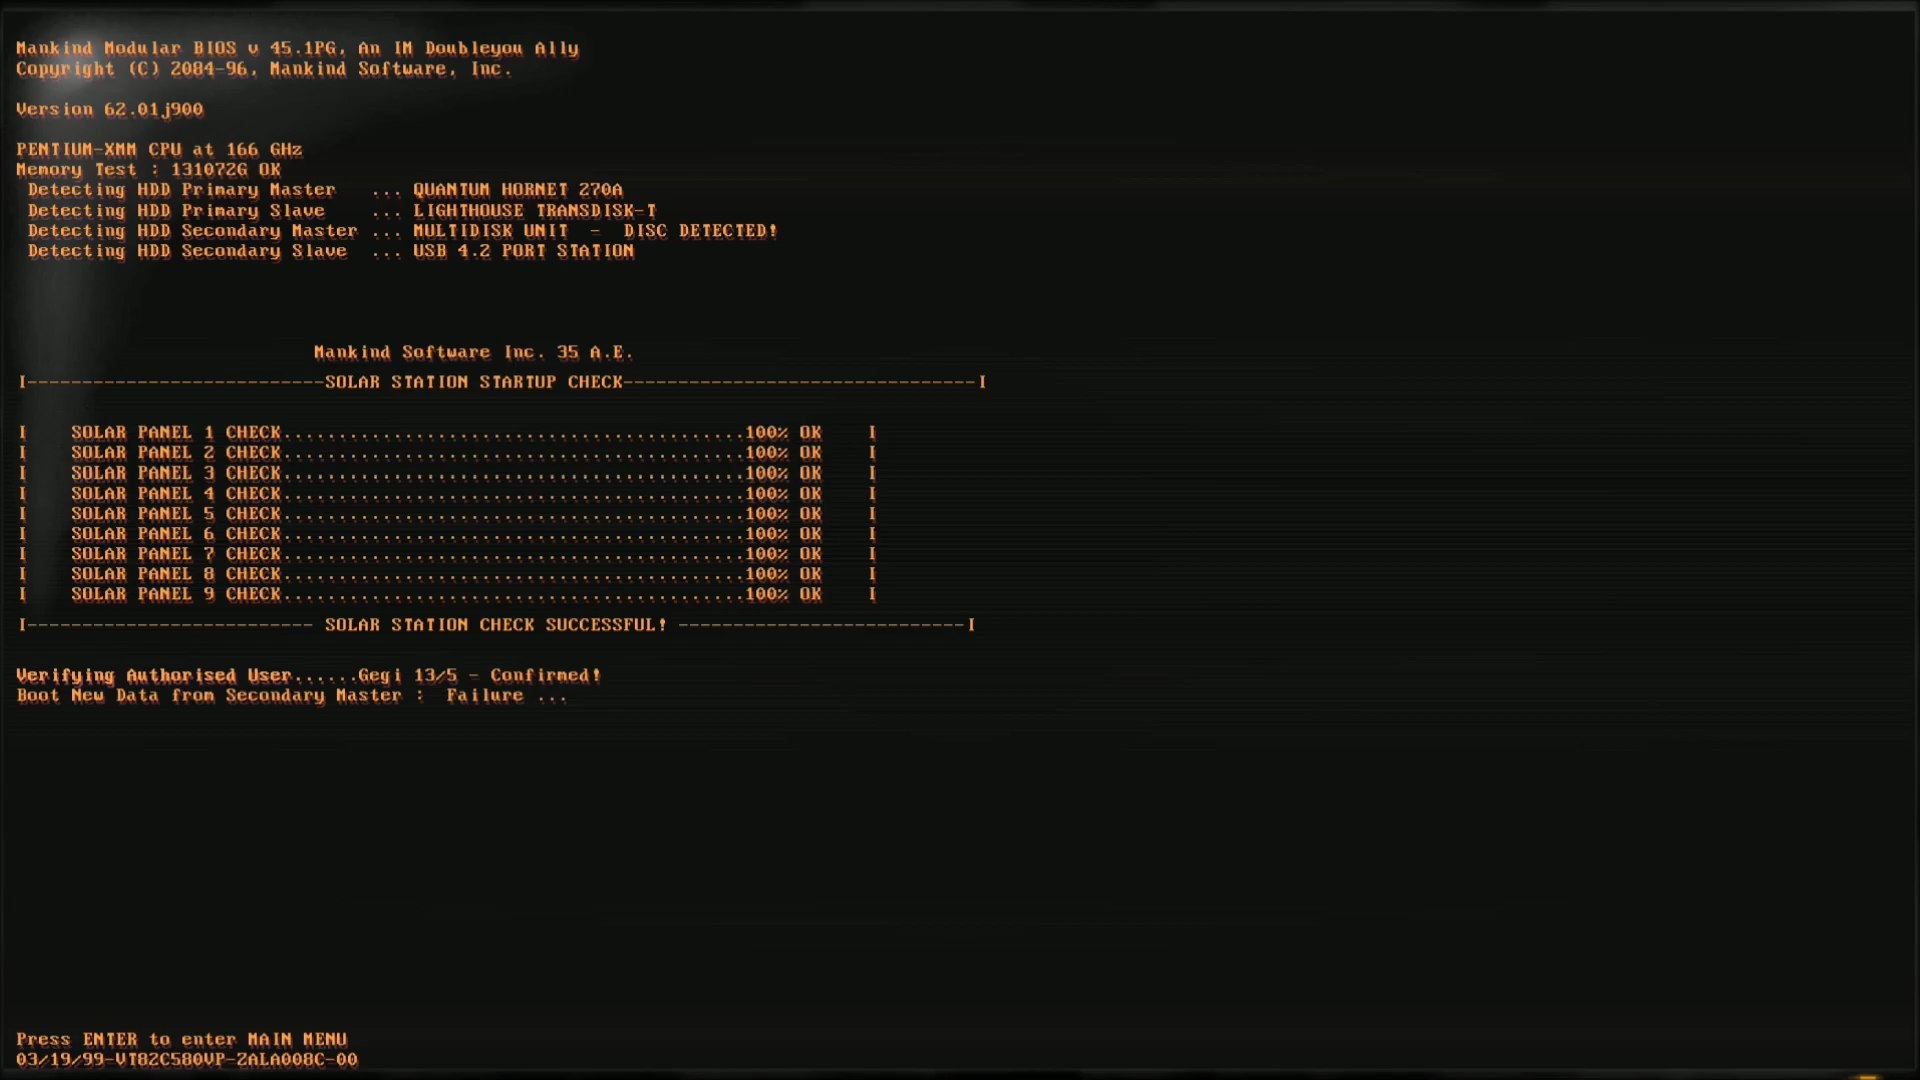 Mankind Modular BIOS v 45.1PG, An IM Doubleyou Ally
Copyright (C) 2084-96, Mankind Software, Inc.
Version 62.01j900
PENTIUM-XMM CPU at 166 GHz
Memory Test : 131072G OK
Detecting HDD Primary Master ... QUANTUM HORNET 270A
Detecting HDD Primary Slave ... LIGHTHOUSE TRANSDISK-T
Detecting HDD Secondary Master ... MULTIDISK UNIT - DISC DETECTED!
Detecting HDD Secondary Slave ... USB 4.2 PORT STATION
Mankind Software Inc. 35 A.E.
I---------------------------SOLAR STATION STARTUP CHECK--------------------------------I
I SOLAR PANEL 1 CHECK..........................................100% OK I
I SOLAR PANEL 2 CHECK..........................................100% OK I
I SOLAR PANEL 3 CHECK..........................................100% OK I
I SOLAR PANEL 4 CHECK..........................................100% OK I
I SOLAR PANEL 5 CHECK..........................................100% OK I
I SOLAR PANEL 6 CHECK..........................................100% OK I
I SOLAR PANEL 7 CHECK..........................................100% OK I
I SOLAR PANEL 8 CHECK..........................................100% OK I
I SOLAR PANEL 9 CHECK..........................................100% OK I
I-------------------------- SOLAR STATION CHECK SUCCESSFUL! --------------------------I
Verifying Authorised User......Gegi 13/5 - Confirmed!
Boot New Data from Secondary Master : Failure ...
Press ENTER to enter MAIN MENU
03/19/99-VT82C580VP-2ALA008C-00